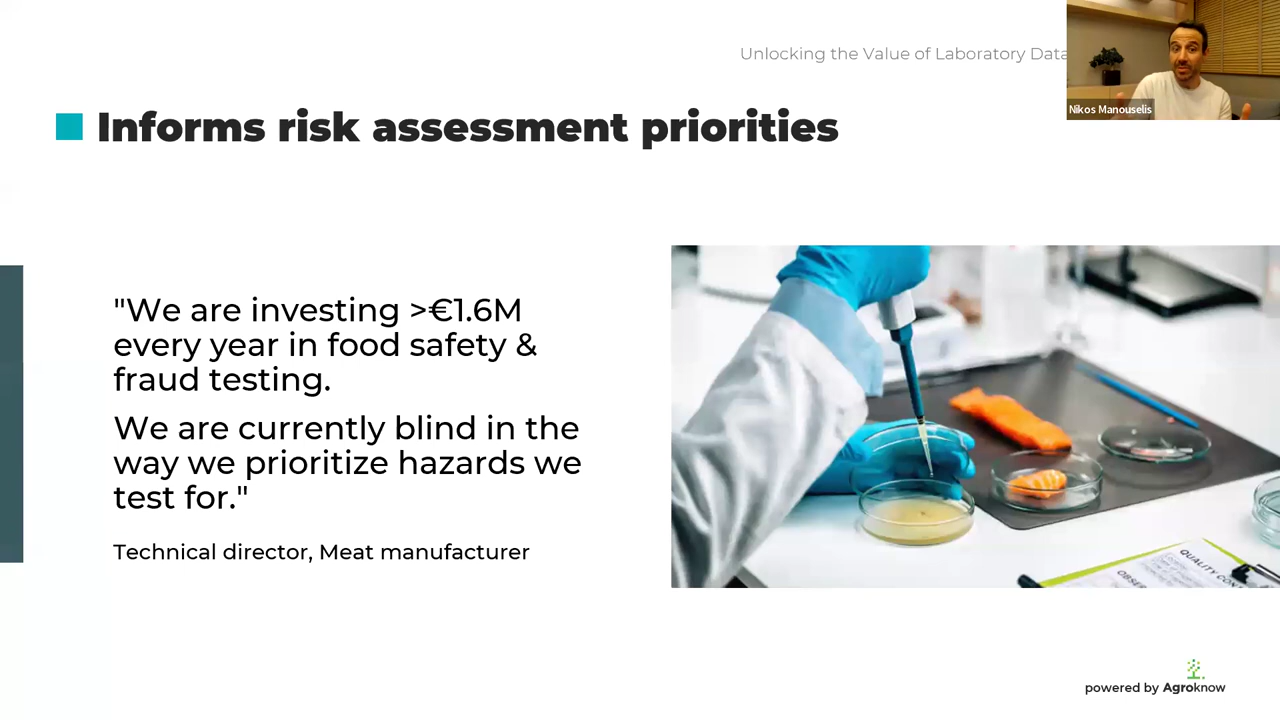 Unlocking the Value of Laboratory Data
Nikos Manouselis
Informs risk assessment priorities
"We are investing >€1.6M
every year in food safety &
fraud testing.
We are currently blind in the
way we prioritize hazards we
test for."
Technical director, Meat manufacturer
QUALITY CON
OBSER
powered by Agroknow